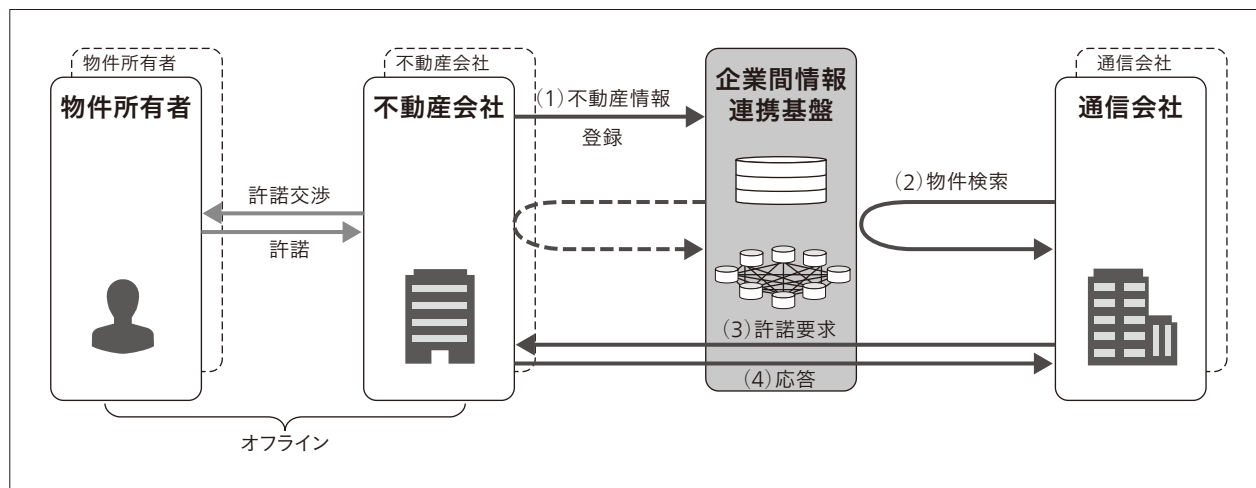 物件所有者
物件所有者
不動産会社
不動産会社
(1)不動産情報
登録
企業間情報
連携基盤
通信会社
通信会社
(2)物件検索
許諾交渉
許諾
(3)許諾要求
(4)応答
オフライン